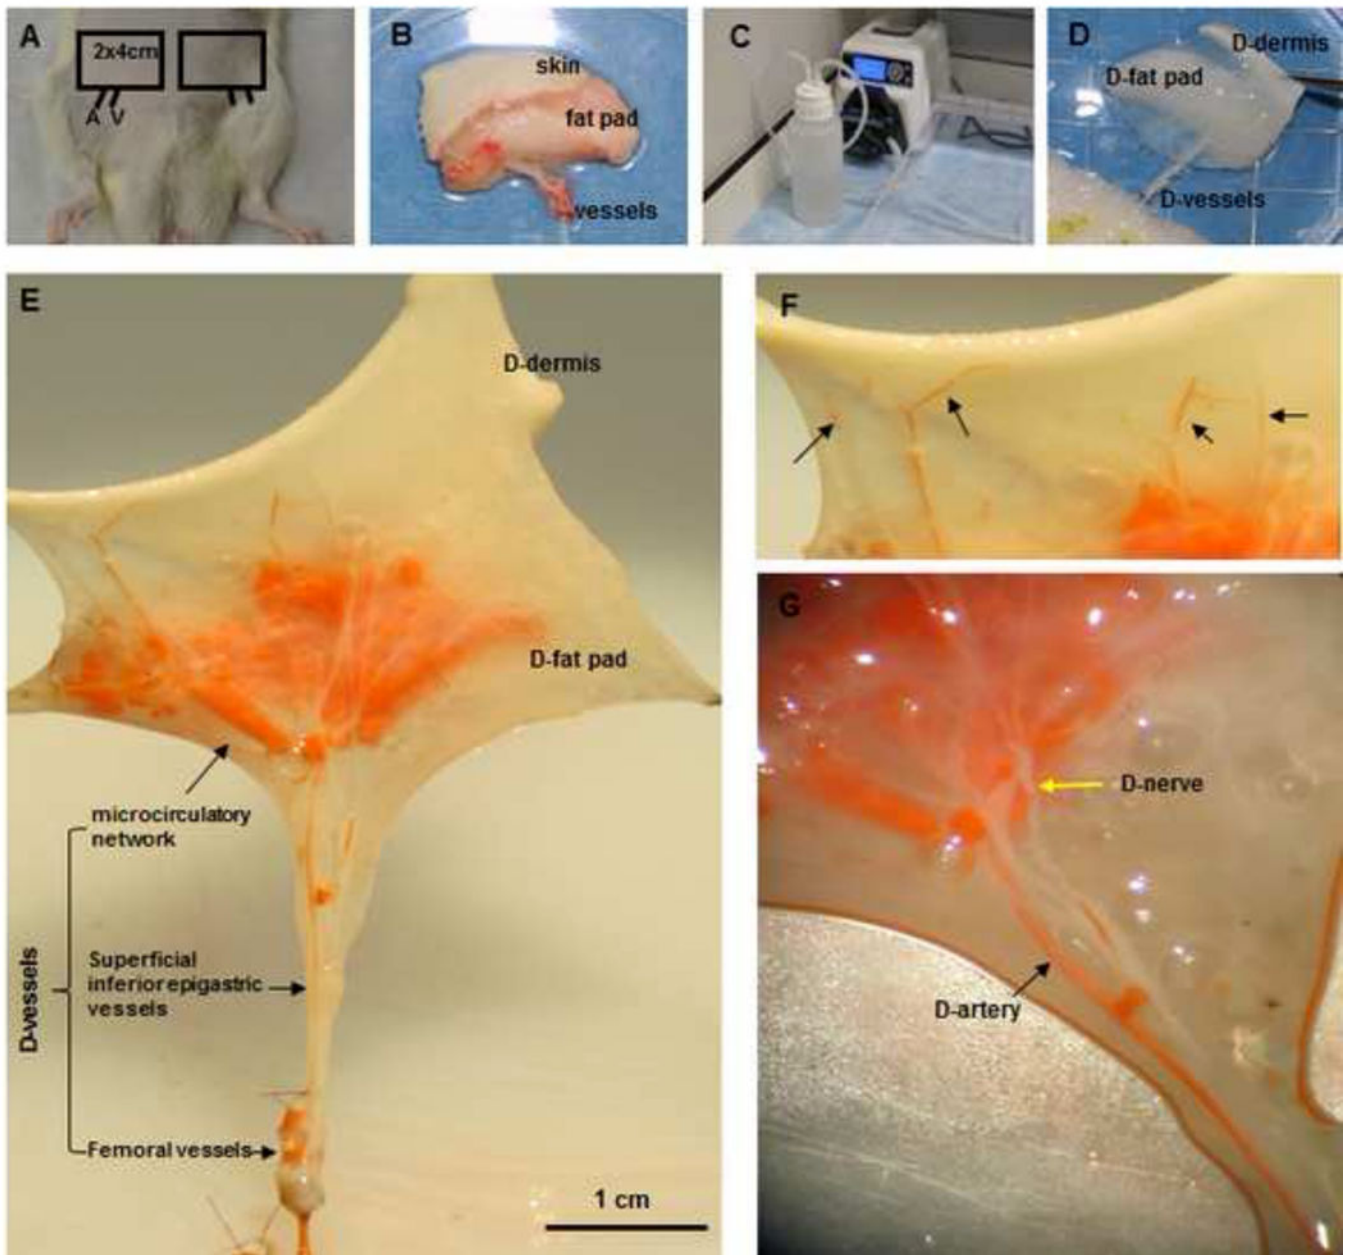 A
2x4cm
A V
B
skin
fat pad
vessels
C
D
D-dermis
D-fat pad
D-vessels
E
D-dermis
D-fat pad
microcirculatory
network
D-vessels
Superficial
inferior epigastric
vessels
Femoral vessels
1 cm
F
G
D-nerve
D-artery